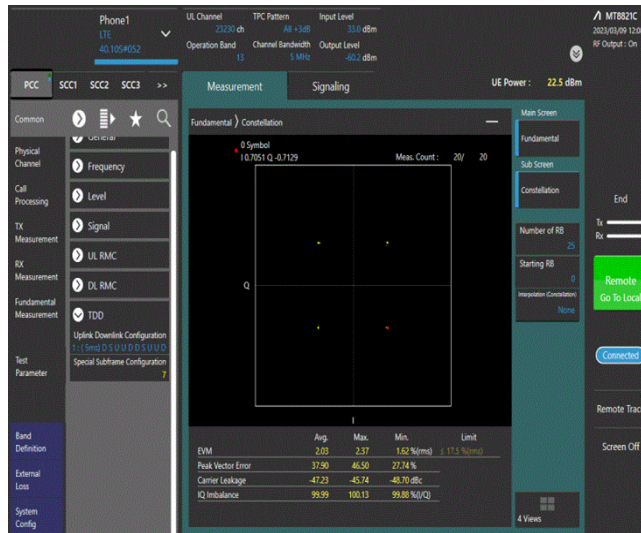 Phone1
LTE
40.10S#052
UL Channel
23230 ch
TPC Pattern
All +3dB
Input Level
33.0 dBm
Operation Band
13
Channel Bandwidth
5 MHz
Output Level
-60.2 dBm
MT8821C
2023/03/09 12:0
RF Output : On
PCC
SCC1
SCC2
SCC3
>>
Measurement
Signaling
UE Power : 22.5 dBm
Common
Physical
Channel
Call
Processing
TX
Measurement
RX
Measurement
Fundamental
Measurement
Test
Parameter
Band
Definition
External
Loss
System
Config
General
Frequency
Level
Signal
UL RMC
DL RMC
TDD
Uplink Downlink Configuration
1 : ( 5ms) D S U U D D S U U D
Special Subframe Configuration
7
Fundamental ⟩ Constellation
0 Symbol
I 0.7051 Q -0.7129
Meas. Count : 20/ 20
Q
I
Avg. Max. Min. Limit
EVM 2.03 2.37 1.62 %(rms) ≤ 17.5 %(rms)
Peak Vector Error 37.90 46.50 27.74 %
Carrier Leakage -47.23 -45.74 -48.70 dBc
IQ Imbalance 99.99 100.13 99.88 %(I/Q)
Main Screen
Fundamental
Sub Screen
Constellation
Number of RB
25
Starting RB
0
Interpolation (Constellation)
None
4 Views
End
Tx
Rx
Remote
Go To Local
Connected
Remote Trac
Screen Off